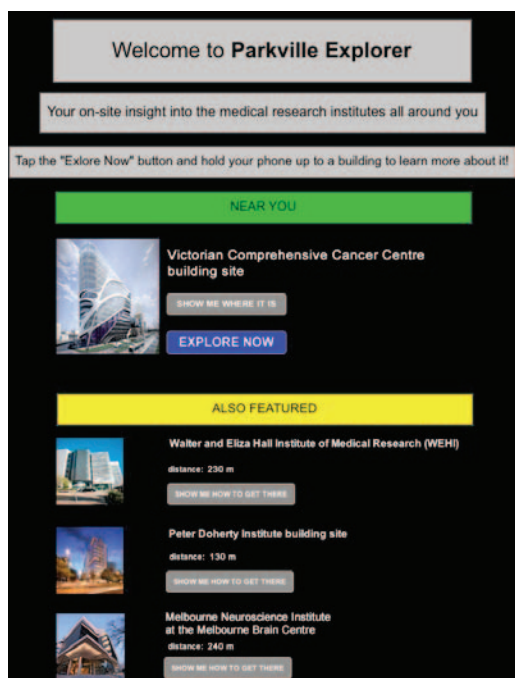 Welcome to Parkville Explorer
Your on-site insight into the medical research institutes all around you
Tap the "Exlore Now" button and hold your phone up to a building to learn more about it!
NEAR YOU
Victorian Comprehensive Cancer Centre
building site
SHOW ME WHERE IT IS
EXPLORE NOW
ALSO FEATURED
Walter and Eliza Hall Institute of Medical Research (WEHI)
distance: 230 m
SHOW ME HOW TO GET THERE
Peter Doherty Institute building site
distance: 130 m
SHOW ME HOW TO GET THERE
Melbourne Neuroscience Institute
at the Melbourne Brain Centre
distance: 240 m
SHOW ME HOW TO GET THERE